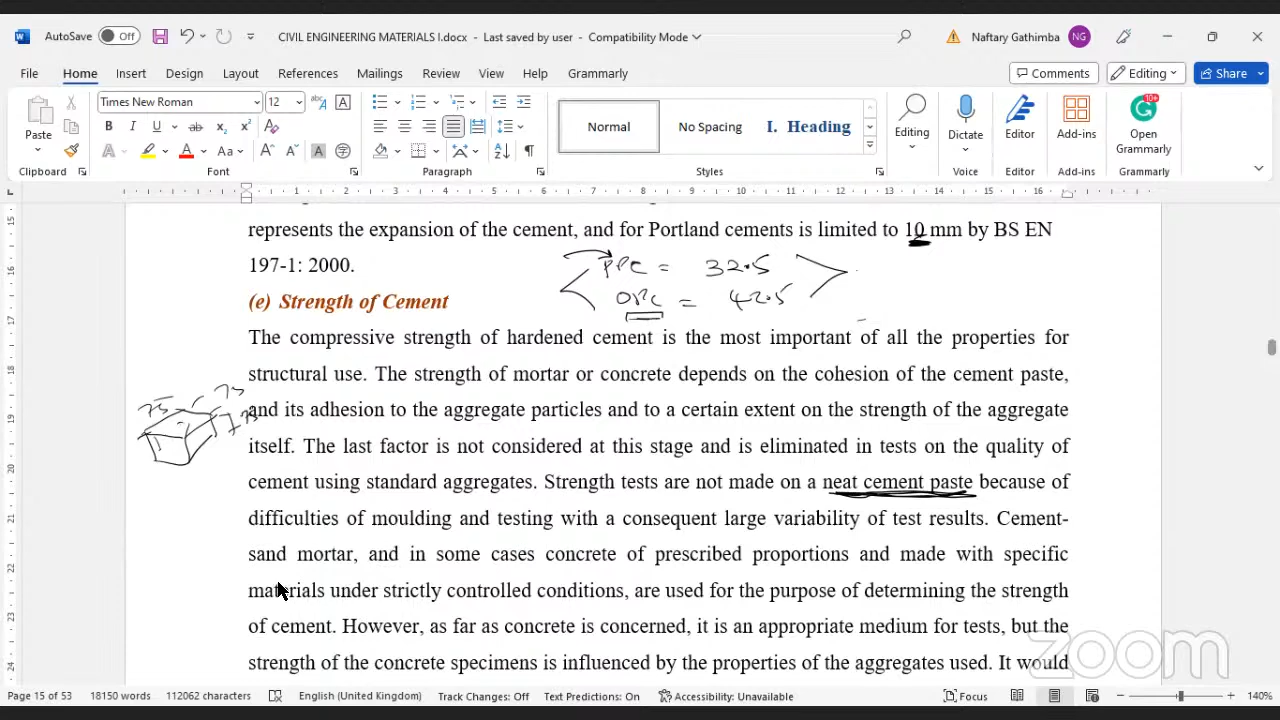 AutoSave Off CIVIL ENGINEERING MATERIALS I.docx - Last saved by user - Compatibility Mode Naftary Gathimba NG
File Home Insert Design Layout References Mailings Review View Help Grammarly Comments Editing Share
Paste Times New Roman 12 Normal No Spacing I. Heading Editing Dictate Editor Add-ins Open Grammarly
Clipboard Font Paragraph Styles Voice Editor Add-ins Grammarly
represents the expansion of the cement, and for Portland cements is limited to 10 mm by BS EN
197-1: 2000.
PPC = 32.5
OPC = 42.5
(e) Strength of Cement
The compressive strength of hardened cement is the most important of all the properties for
structural use. The strength of mortar or concrete depends on the cohesion of the cement paste,
75 75 75
and its adhesion to the aggregate particles and to a certain extent on the strength of the aggregate
itself. The last factor is not considered at this stage and is eliminated in tests on the quality of
cement using standard aggregates. Strength tests are not made on a neat cement paste because of
difficulties of moulding and testing with a consequent large variability of test results. Cement-
sand mortar, and in some cases concrete of prescribed proportions and made with specific
materials under strictly controlled conditions, are used for the purpose of determining the strength
of cement. However, as far as concrete is concerned, it is an appropriate medium for tests, but the
strength of the concrete specimens is influenced by the properties of the aggregates used. It would
zoom
Page 15 of 53 18150 words 112062 characters English (United Kingdom) Track Changes: Off Text Predictions: On Accessibility: Unavailable Focus 140%